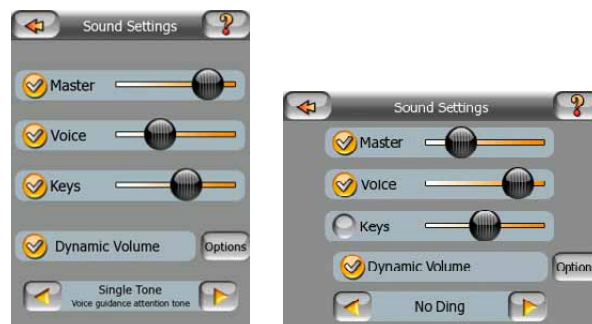 Sound Settings
?
Master
Voice
Keys
Dynamic Volume
Options
Single Tone
Voice guidance attention tone
Sound Settings
?
Master
Voice
Keys
Dynamic Volume
Option
No Ding